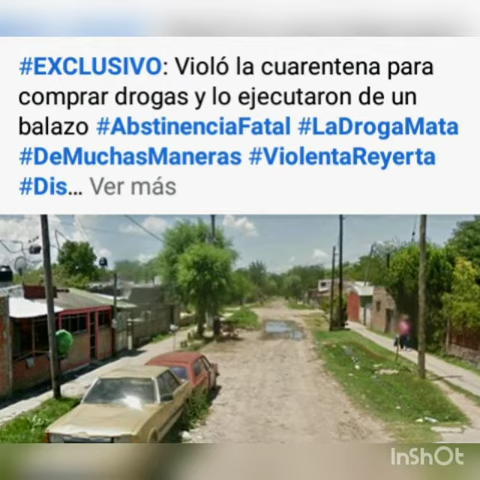 #EXCLUSIVO: Violó la cuarentena para
comprar drogas y lo ejecutaron de un
balazo #AbstinenciaFatal #LaDrogaMata
#DeMuchasManeras #ViolentaReyerta
#Dis... Ver más
InShOt